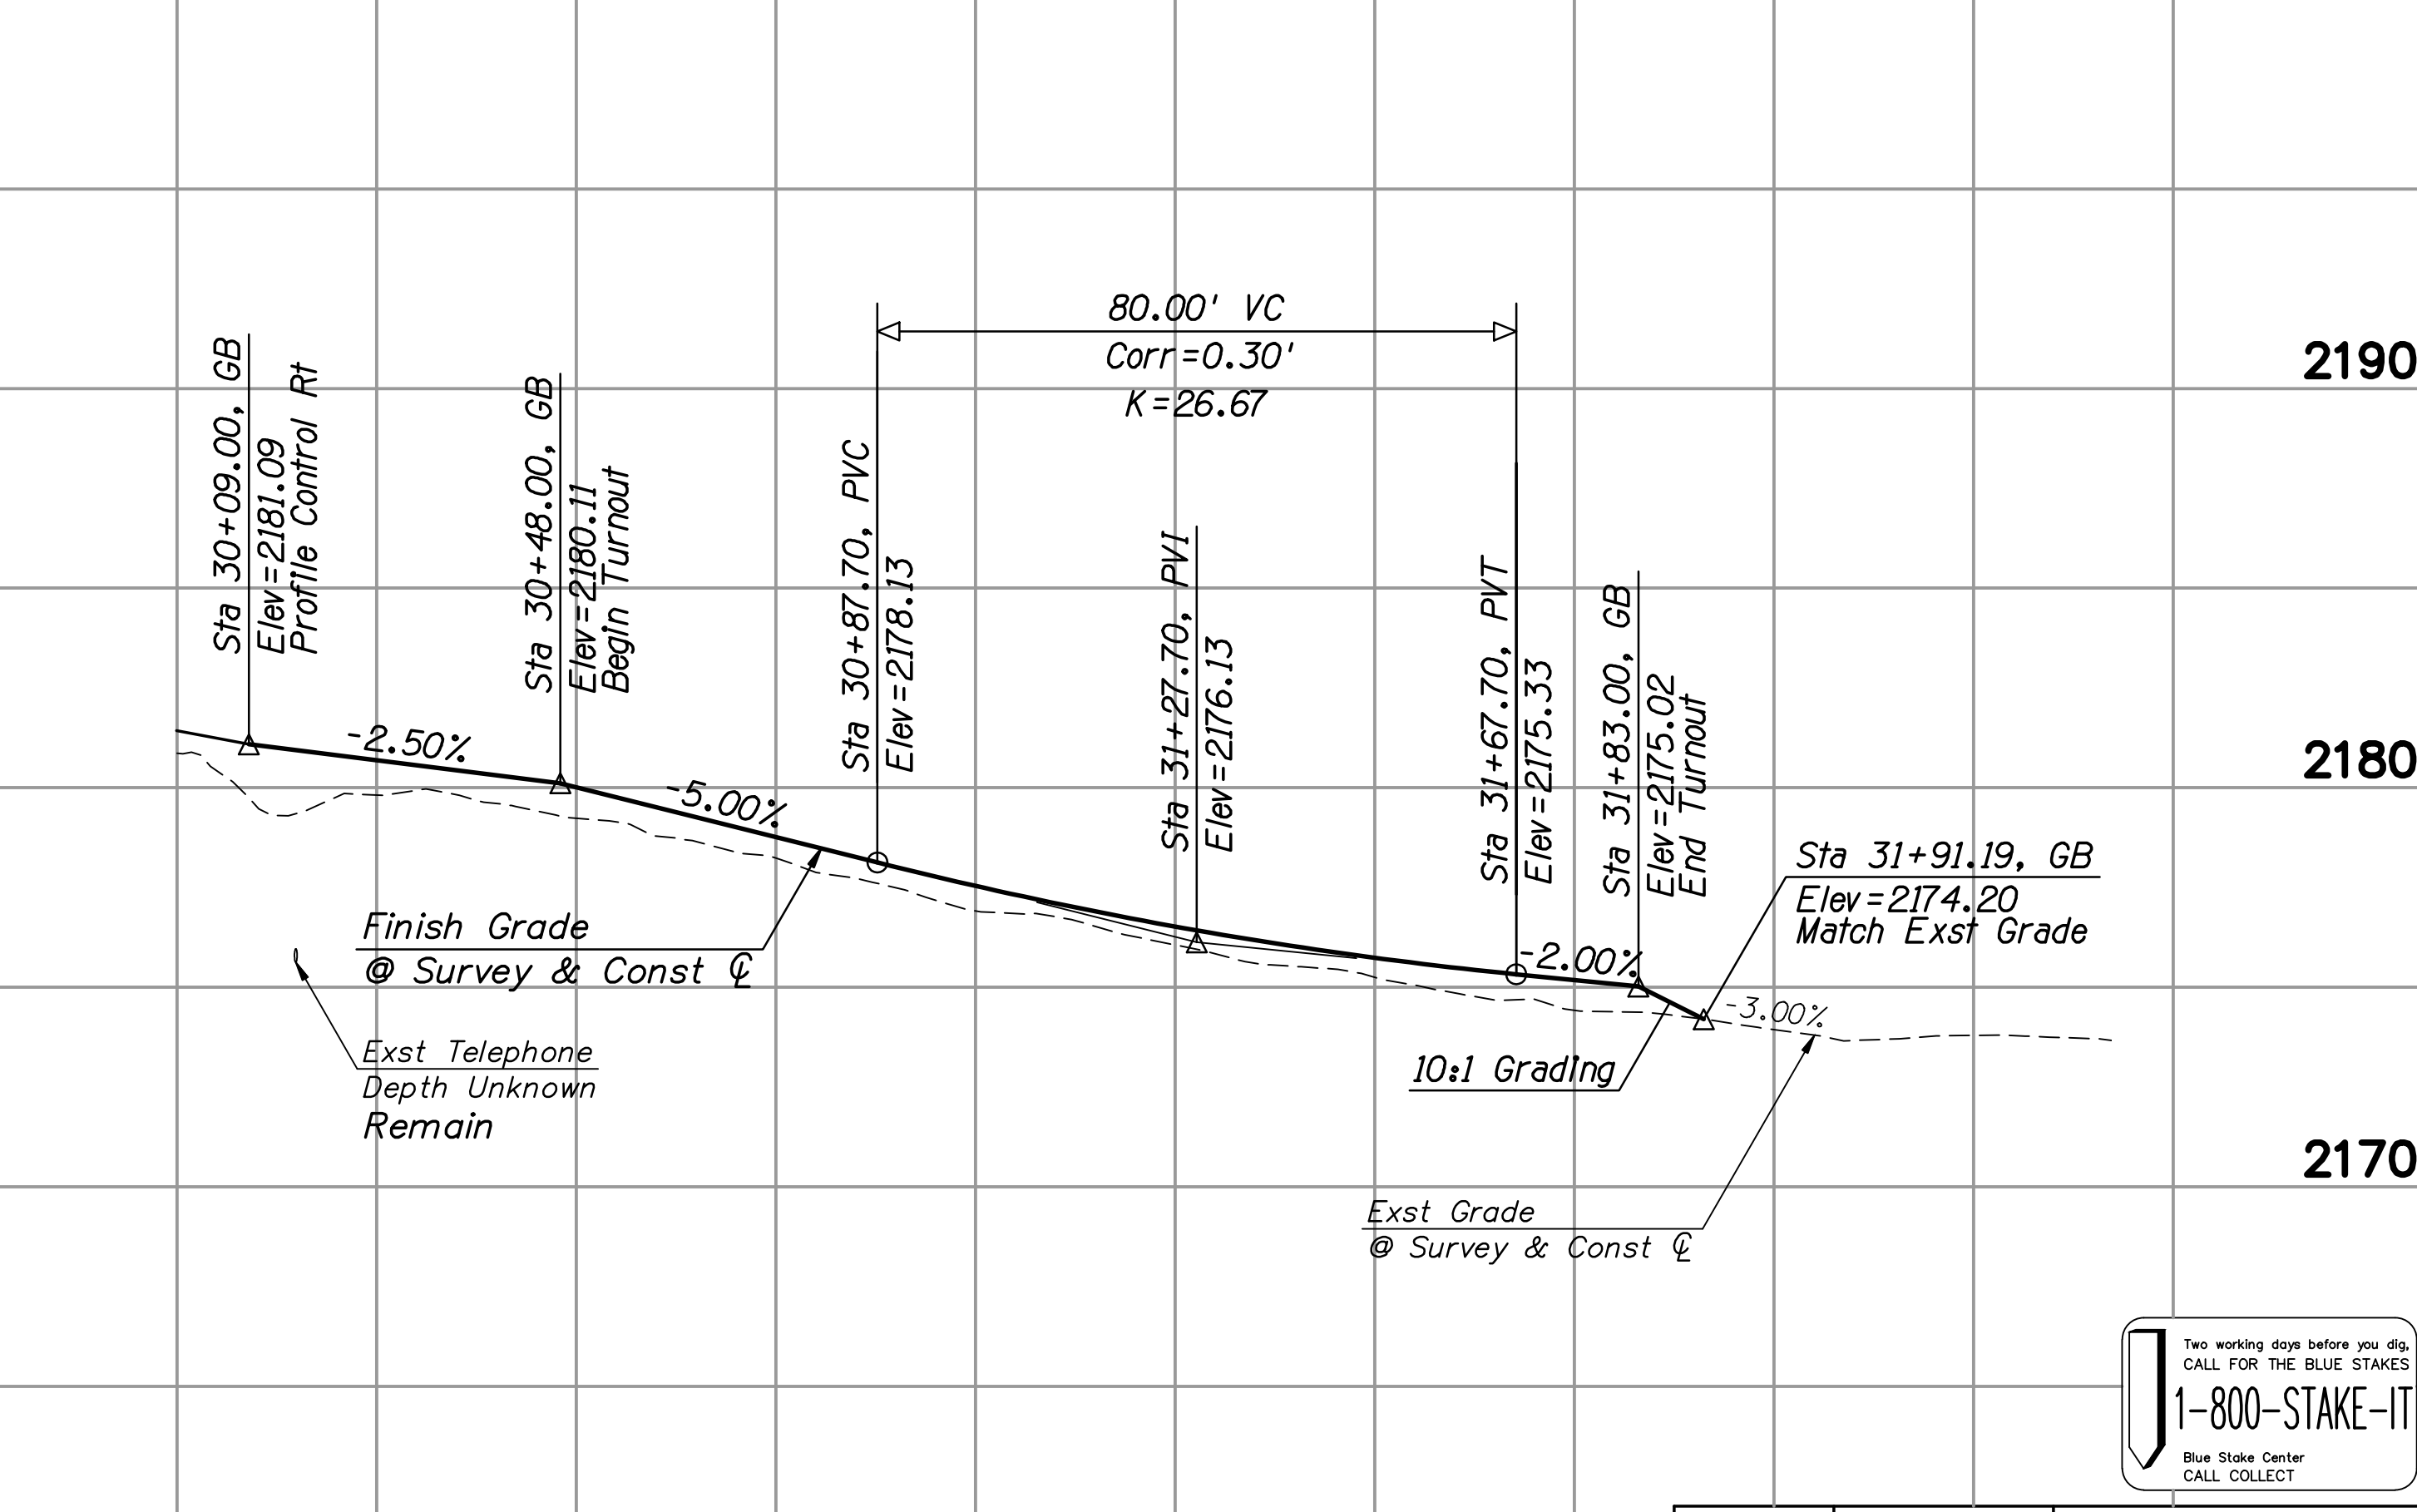 80.00' VC
Corr=0.30'
K=26.67
2190
Sta 30+09.00, GB
Elev=2181.09
Profile Control Rt
Sta 30+48.00, GB
Elev=2180.11
Begin Turnout
Sta 30+87.70, PVC
Elev=2178.13
Sta 31+27.70, PVI
Elev=2176.13
Sta 31+67.70, PVT
Elev=2175.33
Sta 31+83.00, GB
Elev=2175.02
End Turnout
-2.50%
-5.00%
2180
Sta 31+91.19, GB
Elev=2174.20
Match Exst Grade
Finish Grade
@ Survey & Const ℄
-2.00%
-3.00%
Exst Telephone
Depth Unknown
Remain
10:1 Grading
2170
Exst Grade
@ Survey & Const ℄
Two working days before you dig,
CALL FOR THE BLUE STAKES
1-800-STAKE-IT
Blue Stake Center
CALL COLLECT